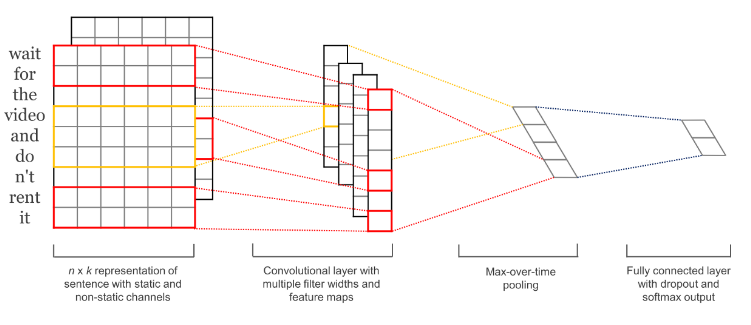 wait
for
the
video
and
do
n't
rent
it
n x k representation of
sentence with static and
non-static channels
Convolutional layer with
multiple filter widths and
feature maps
Max-over-time
pooling
Fully connected layer
with dropout and
softmax output